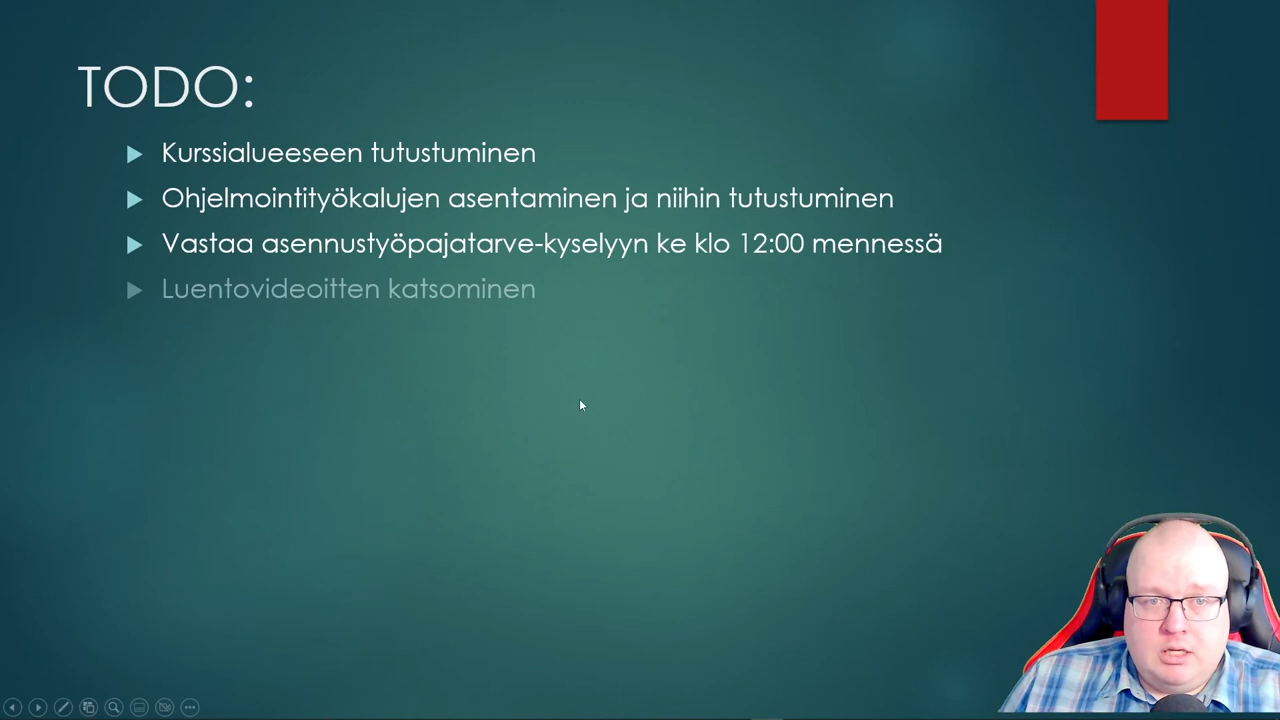 TODO:
Kurssialueeseen tutustuminen
Ohjelmointityökalujen asentaminen ja niihin tutustuminen
Vastaa asennustyöpajatarve-kyselyyn ke klo 12:00 mennessä
Luentovideoitten katsominen